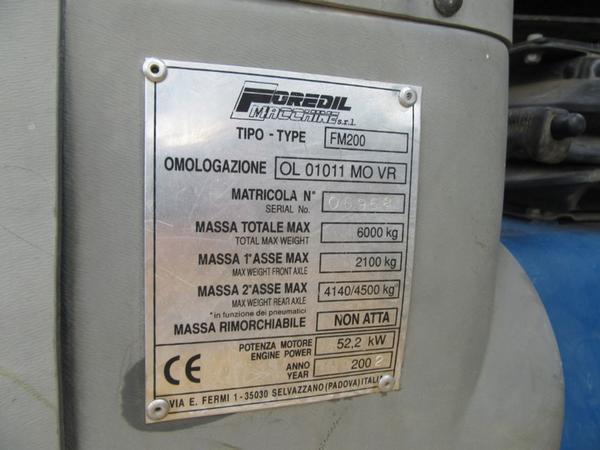 FOREDIL
MACCHINE s.r.l.
TIPO - TYPE FM200
OMOLOGAZIONE OL 01011 MO VR
MATRICOLA N°
SERIAL No. 06968
MASSA TOTALE MAX 6000 kg
TOTAL MAX WEIGHT
MASSA 1° ASSE MAX 2100 kg
MAX WEIGHT FRONT AXLE
MASSA 2° ASSE MAX 4140/4500 kg*
MAX WEIGHT REAR AXLE
*in funzione dei pneumatici
MASSA RIMORCHIABILE NON ATTA
CE
POTENZA MOTORE 52,2 kW
ENGINE POWER
ANNO 2002
YEAR
VIA E. FERMI 1 - 35030 SELVAZZANO (PADOVA) ITALIA